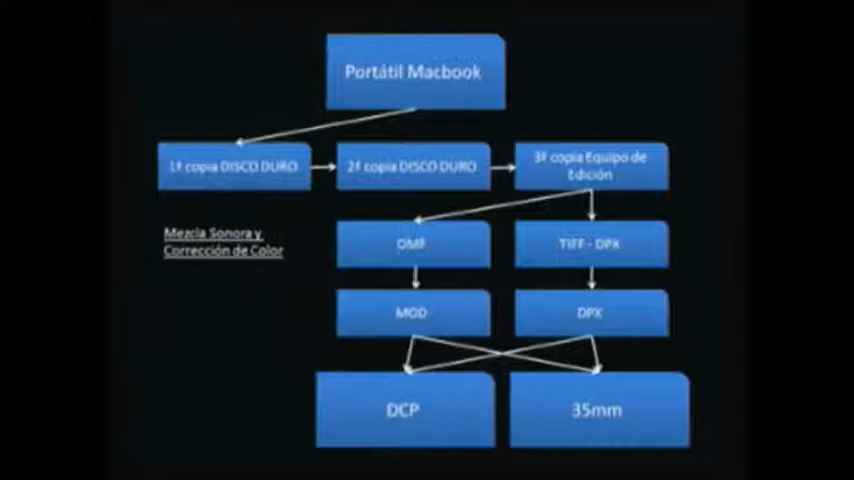 Portátil Macbook
1ª copia DISCO DURO
2ª copia DISCO DURO
3ª copia Equipo de
Edición
Mezcla Sonora y
Corrección de Color
OMF
TIFF - DPX
MOD
DPX
DCP
35mm